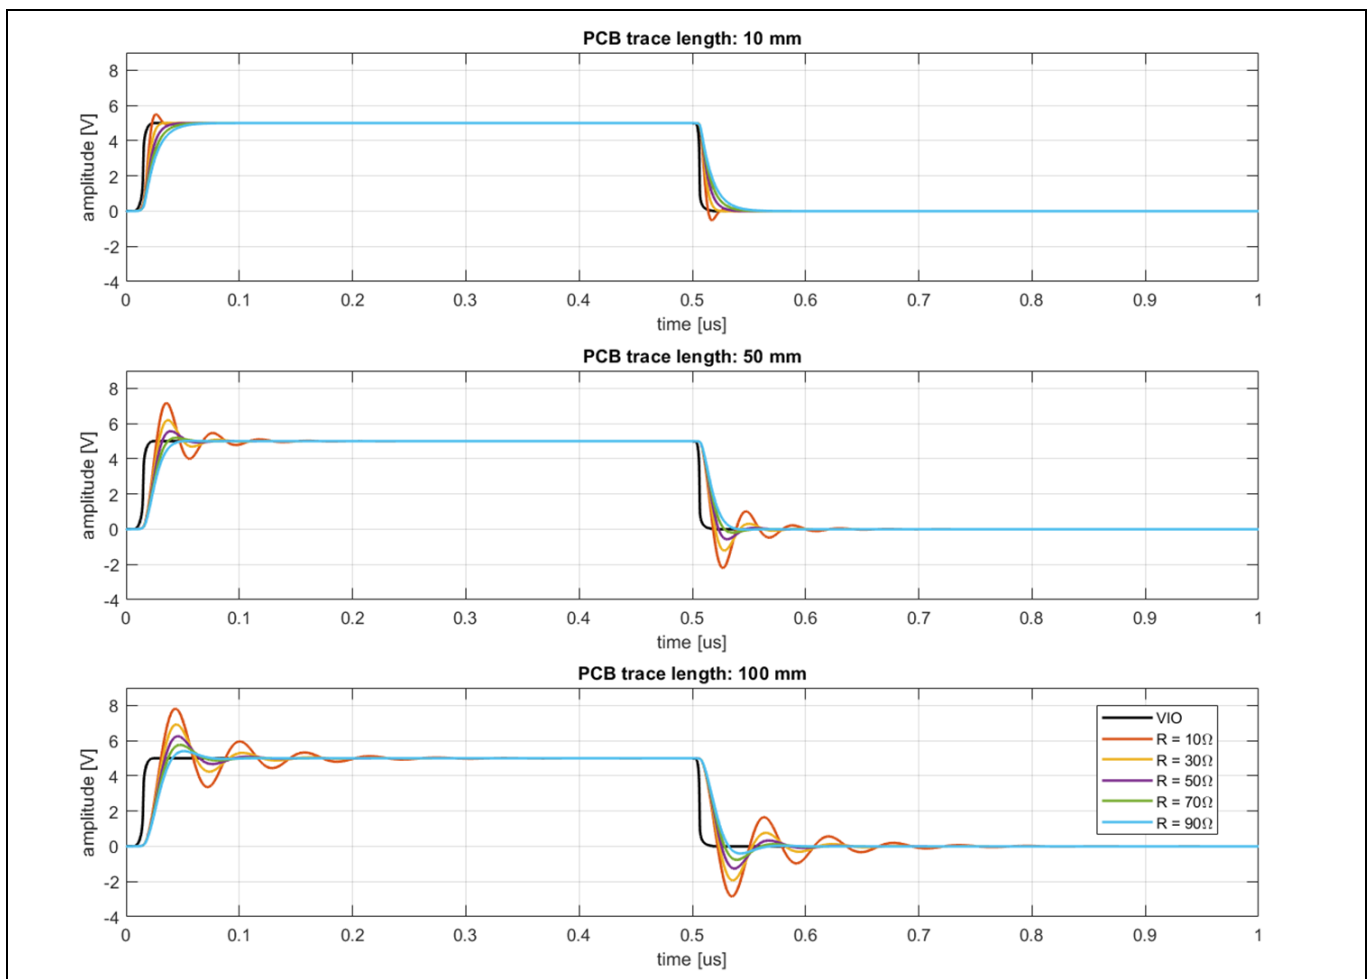 PCB trace length: 10 mm
8
6
4
2
0
-2
-4
amplitude [V]
0 0.1 0.2 0.3 0.4 0.5 0.6 0.7 0.8 0.9 1
time [us]
PCB trace length: 50 mm
8
6
4
2
0
-2
-4
amplitude [V]
0 0.1 0.2 0.3 0.4 0.5 0.6 0.7 0.8 0.9 1
time [us]
PCB trace length: 100 mm
8
6
4
2
0
-2
-4
amplitude [V]
VIO
R = 10Ω
R = 30Ω
R = 50Ω
R = 70Ω
R = 90Ω
0 0.1 0.2 0.3 0.4 0.5 0.6 0.7 0.8 0.9 1
time [us]